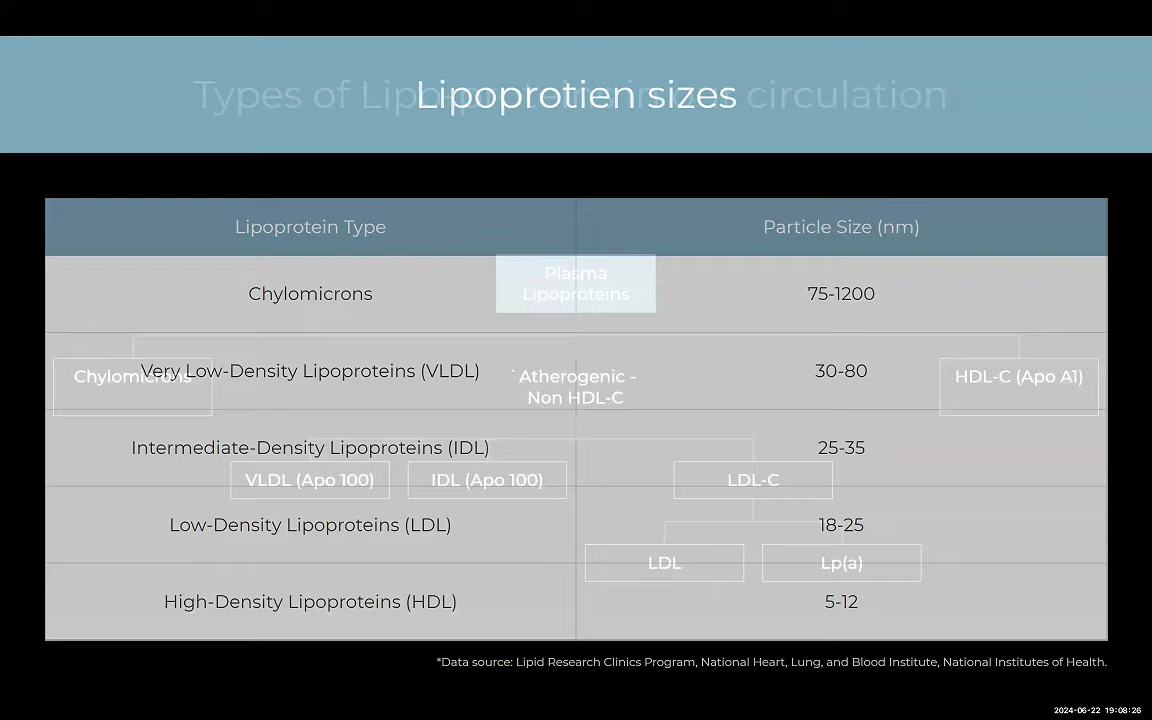 Types of Lipoprotein in circulation
Lipoprotien sizes
Lipoprotein Type
Particle Size (nm)
Plasma
Lipoproteins
Chylomicrons
75-1200
Chylomicrons
Very Low-Density Lipoproteins (VLDL)
`Atherogenic -
Non HDL-C
30-80
HDL-C (Apo A1)
Intermediate-Density Lipoproteins (IDL)
25-35
VLDL (Apo 100)
IDL (Apo 100)
LDL-C
Low-Density Lipoproteins (LDL)
18-25
LDL
Lp(a)
High-Density Lipoproteins (HDL)
5-12
*Data source: Lipid Research Clinics Program, National Heart, Lung, and Blood Institute, National Institutes of Health.
2024-06-22 19:08:26